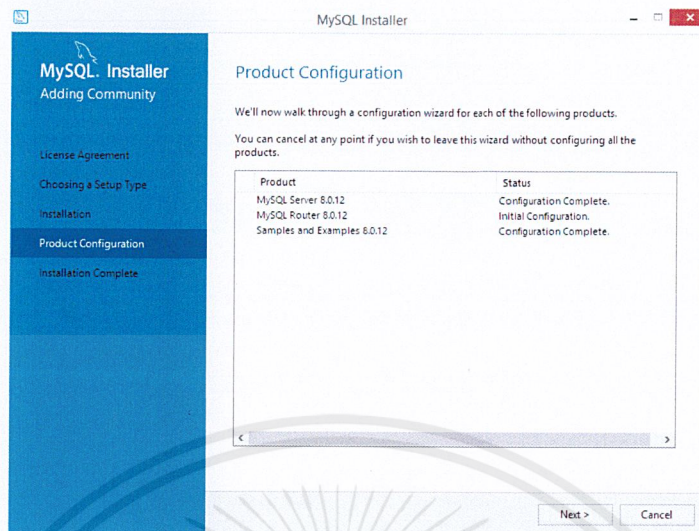 MySQL Installer
MySQL. Installer
Adding Community
License Agreement
Choosing a Setup Type
Installation
Product Configuration
Installation Complete
Product Configuration
We'll now walk through a configuration wizard for each of the following products.
You can cancel at any point if you wish to leave this wizard without configuring all the
products.
Product Status
MySQL Server 8.0.12 Configuration Complete.
MySQL Router 8.0.12 Initial Configuration.
Samples and Examples 8.0.12 Configuration Complete.
Next > Cancel